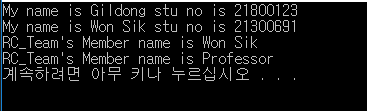 My name is Gildong stu no is 21800123
My name is Won Sik stu no is 21300691
RC_Team's Member name is Won Sik
RC_Team's Member name is Professor
계속하려면 아무 키나 누르십시오 . . .